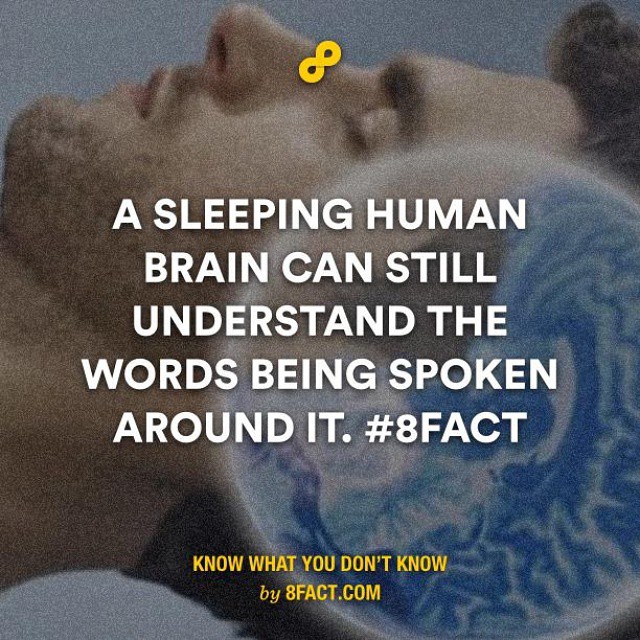 A SLEEPING HUMAN
BRAIN CAN STILL
UNDERSTAND THE
WORDS BEING SPOKEN
AROUND IT. #8FACT
KNOW WHAT YOU DON'T KNOW
by 8FACT.COM